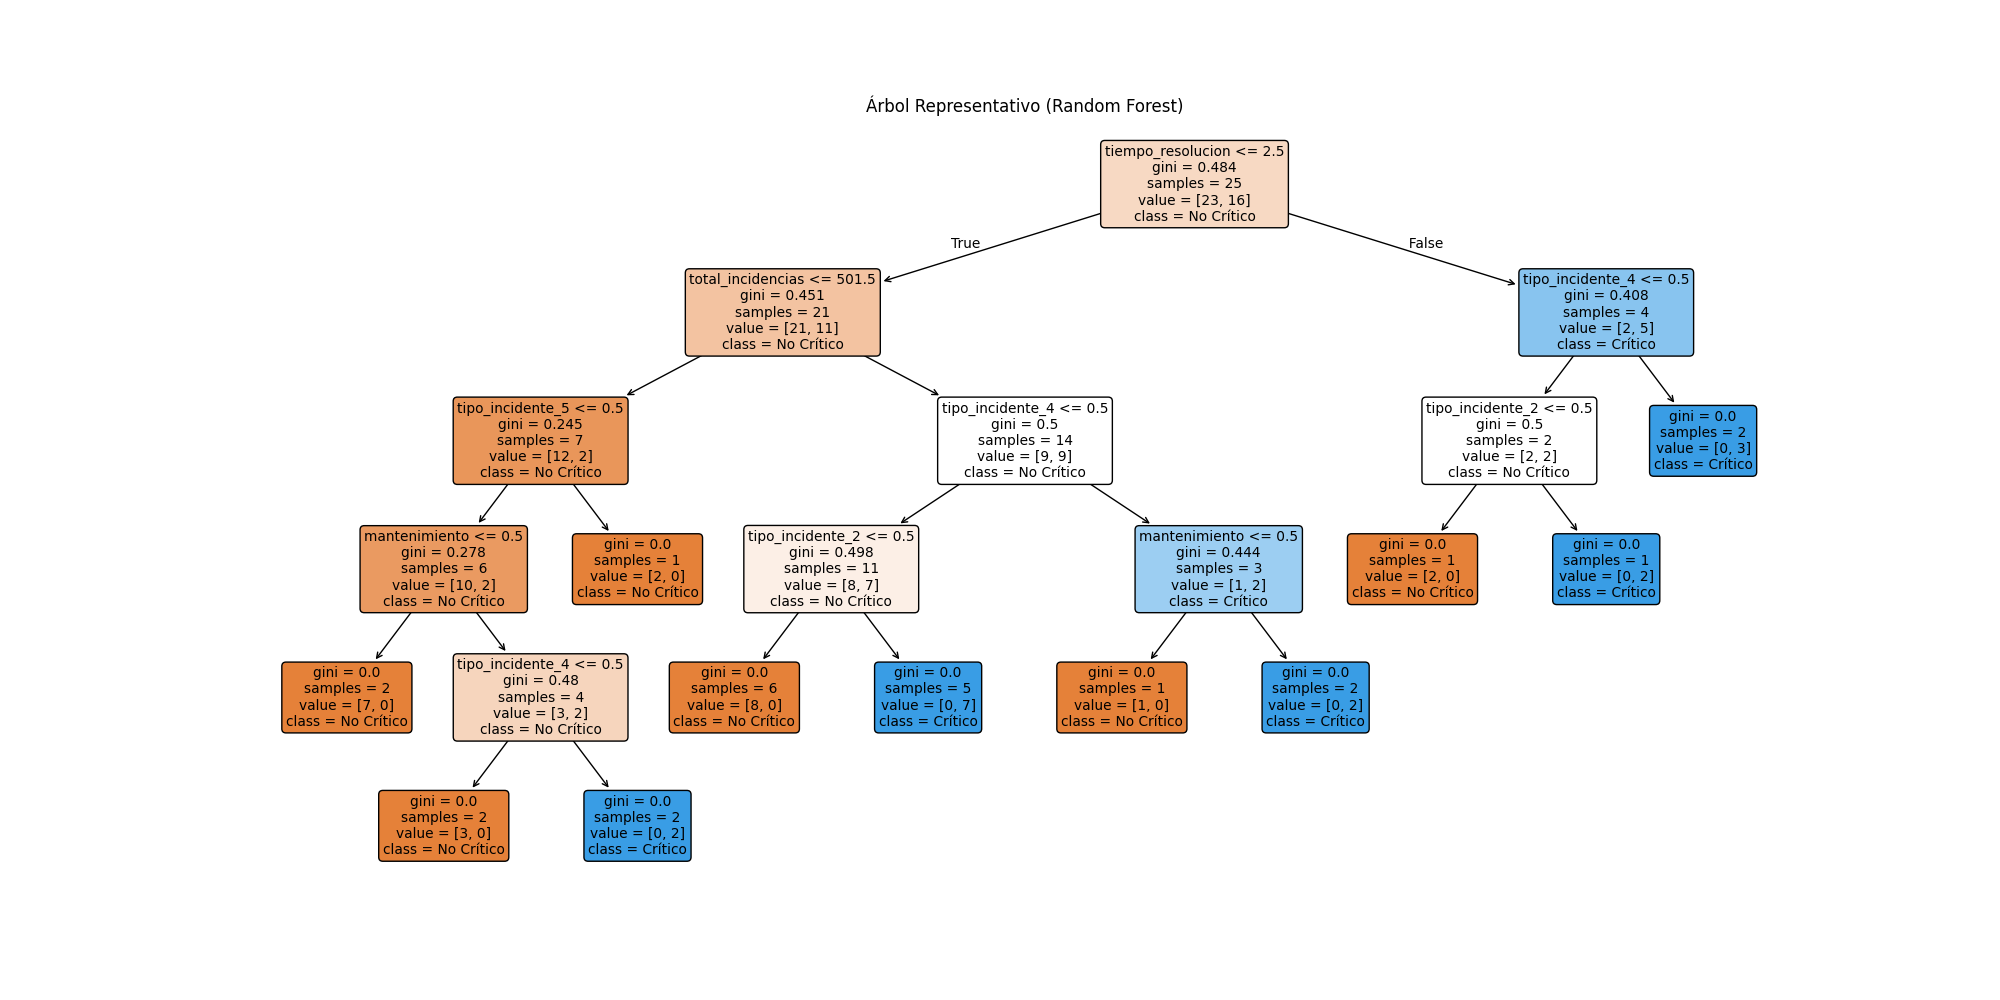 Árbol Representativo (Random Forest)
tiempo_resolucion <= 2.5
gini = 0.484
samples = 25
value = [23, 16]
class = No Crítico
True
False
total_incidencias <= 501.5
gini = 0.451
samples = 21
value = [21, 11]
class = No Crítico
tipo_incidente_4 <= 0.5
gini = 0.408
samples = 4
value = [2, 5]
class = Crítico
tipo_incidente_5 <= 0.5
gini = 0.245
samples = 7
value = [12, 2]
class = No Crítico
tipo_incidente_4 <= 0.5
gini = 0.5
samples = 14
value = [9, 9]
class = No Crítico
tipo_incidente_2 <= 0.5
gini = 0.5
samples = 2
value = [2, 2]
class = No Crítico
gini = 0.0
samples = 2
value = [0, 3]
class = Crítico
mantenimiento <= 0.5
gini = 0.278
samples = 6
value = [10, 2]
class = No Crítico
gini = 0.0
samples = 1
value = [2, 0]
class = No Crítico
tipo_incidente_2 <= 0.5
gini = 0.498
samples = 11
value = [8, 7]
class = No Crítico
mantenimiento <= 0.5
gini = 0.444
samples = 3
value = [1, 2]
class = Crítico
gini = 0.0
samples = 1
value = [2, 0]
class = No Crítico
gini = 0.0
samples = 1
value = [0, 2]
class = Crítico
gini = 0.0
samples = 2
value = [7, 0]
class = No Crítico
tipo_incidente_4 <= 0.5
gini = 0.48
samples = 4
value = [3, 2]
class = No Crítico
gini = 0.0
samples = 6
value = [8, 0]
class = No Crítico
gini = 0.0
samples = 5
value = [0, 7]
class = Crítico
gini = 0.0
samples = 1
value = [1, 0]
class = No Crítico
gini = 0.0
samples = 2
value = [0, 2]
class = Crítico
gini = 0.0
samples = 2
value = [3, 0]
class = No Crítico
gini = 0.0
samples = 2
value = [0, 2]
class = Crítico